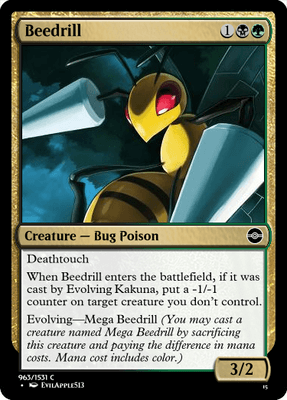 Beedrill 1
Creature — Bug Poison
Deathtouch
When Beedrill enters the battlefield, if it was
cast by Evolving Kakuna, put a -1/-1
counter on target creature you don't control.
Evolving—Mega Beedrill (You may cast a
creature named Mega Beedrill by sacrificing
this creature and paying the difference in mana
costs. Mana cost includes color.)
3/2
963/1531 C
• EvilApple513